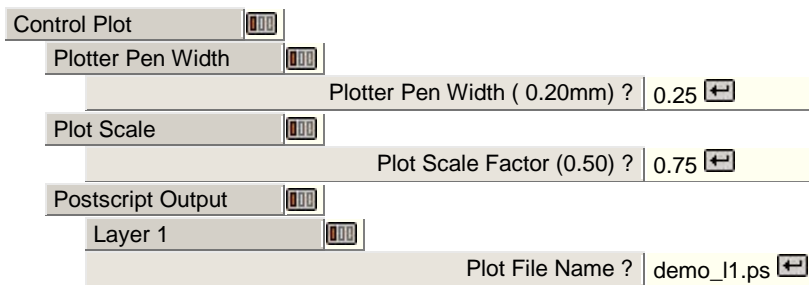 Control Plot
Plotter Pen Width
Plotter Pen Width ( 0.20mm) ? 0.25
Plot Scale
Plot Scale Factor (0.50) ? 0.75
Postscript Output
Layer 1
Plot File Name ? demo_l1.ps